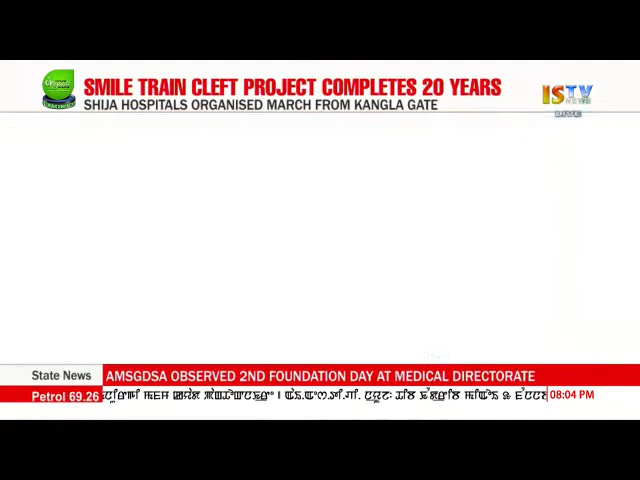 SMILE TRAIN CLEFT PROJECT COMPLETES 20 YEARS
SHIJA HOSPITALS ORGANISED MARCH FROM KANGLA GATE
ISTV
NEWS
LIVE
State News
AMSGDSA OBSERVED 2ND FOUNDATION DAY AT MEDICAL DIRECTORATE
Petrol 69.26
08:04 PM